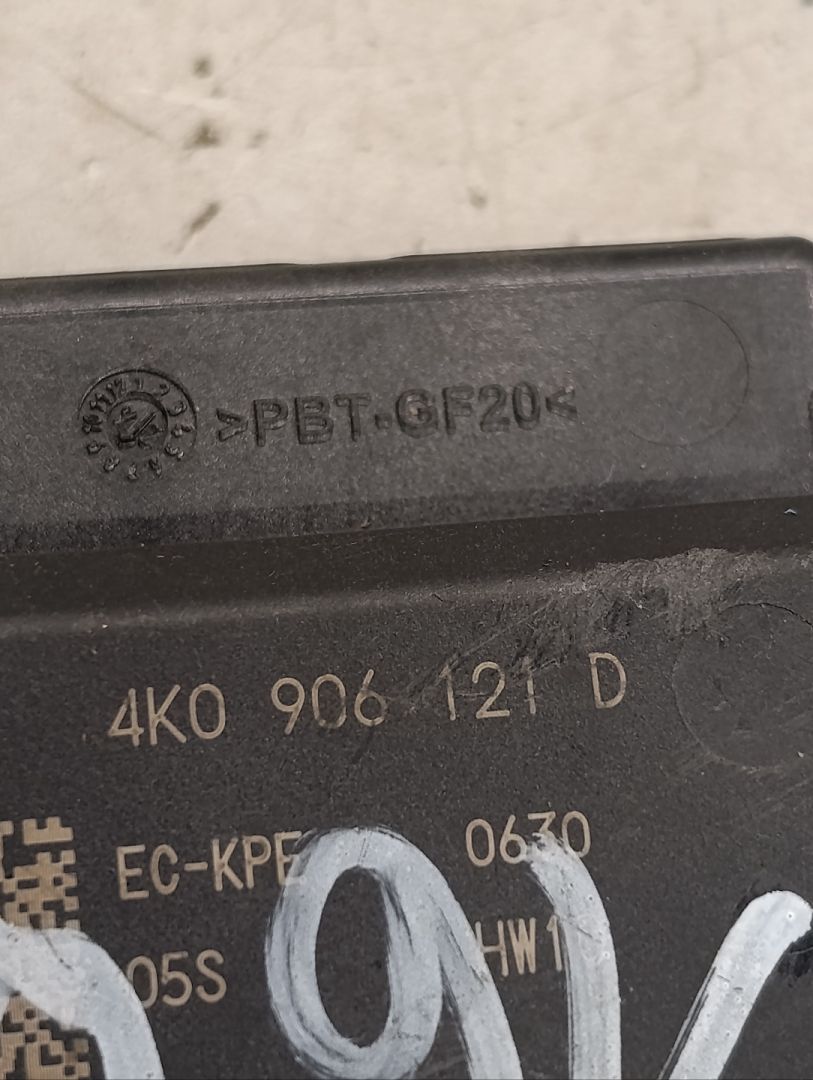 >PBT-GF20<
4K0 906 121 D
EC-KPE 0630
05S HW1